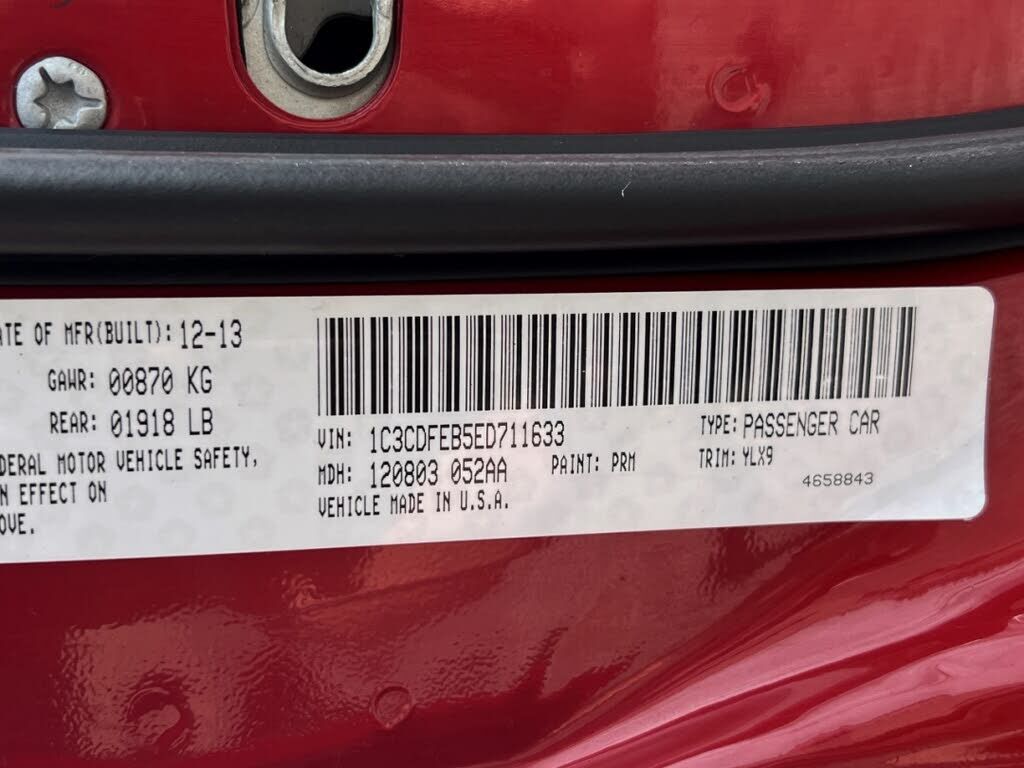 ATE OF MFR(BUILT): 12-13
GAWR: 00870 KG
REAR: 01918 LB
DERAL MOTOR VEHICLE SAFETY,
N EFFECT ON
OVE.
VIN: 1C3CDFEB5ED711633
TYPE: PASSENGER CAR
MDH: 120803 052AA
PAINT: PRM
TRIM: YLX9
VEHICLE MADE IN U.S.A.
4658843